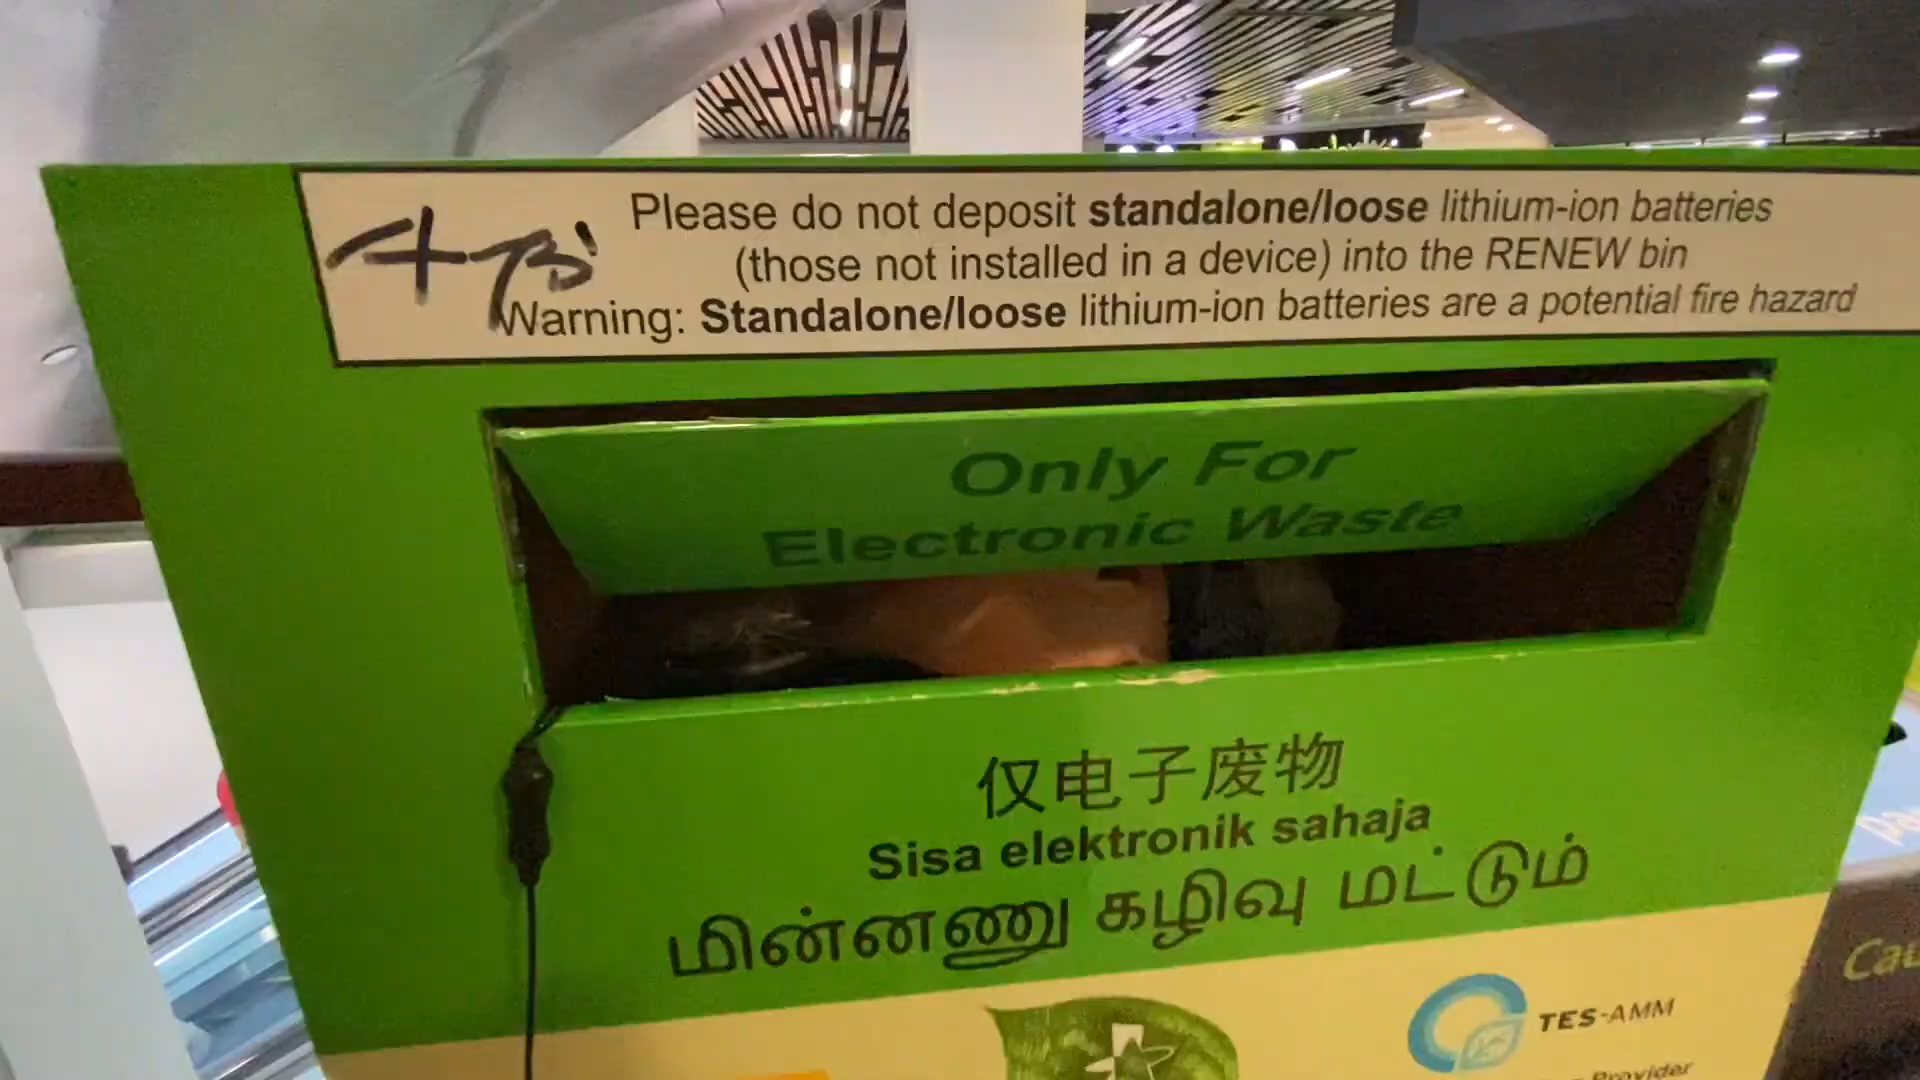 Please do not deposit standalone/loose lithium-ion batteries
(those not installed in a device) into the RENEW bin
Warning: Standalone/loose lithium-ion batteries are a potential fire hazard
Only For
Electronic Waste
仅电子废物
Sisa elektronik sahaja
மின்னணு கழிவு மட்டும்
TES-AMM
Provider